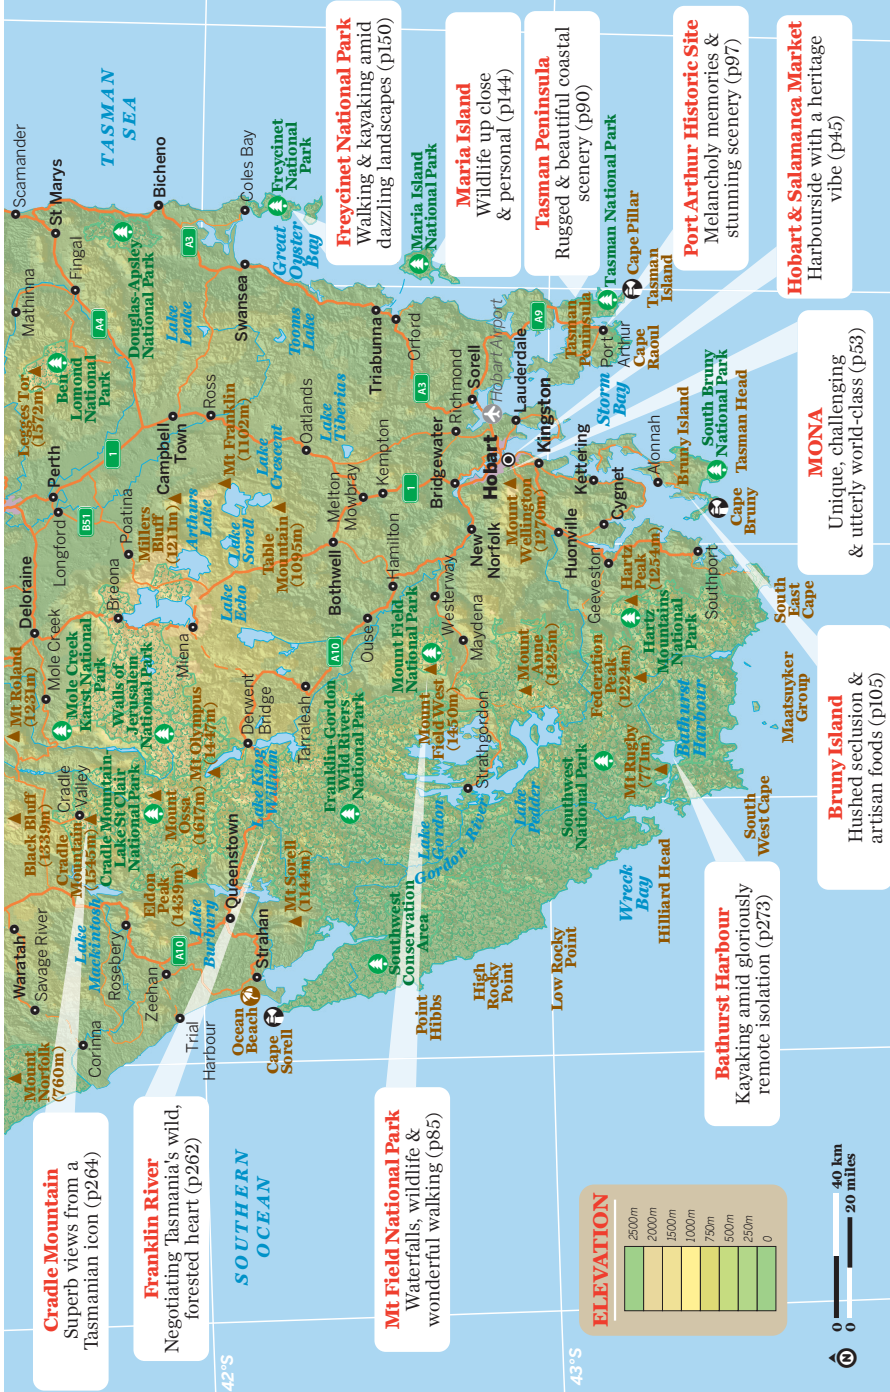 Cradle Mountain
Superb views from a
Tasmanian icon (p264)
Franklin River
Negotiating Tasmania's wild,
forested heart (p262)
Mt Field National Park
Waterfalls, wildlife &
wonderful walking (p85)
Bathurst Harbour
Kayaking amid gloriously
remote isolation (p273)
Bruny Island
Hushed seclusion &
artisan foods (p105)
MONA
Unique, challenging
& utterly world-class (p53)
Hobart & Salamanca Market
Harbourside with a heritage
vibe (p45)
Port Arthur Historic Site
Melancholy memories &
stunning scenery (p97)
Tasman Peninsula
Rugged & beautiful coastal
scenery (p90)
Maria Island
Wildlife up close
& personal (p144)
Freycinet National Park
Walking & kayaking amid
dazzling landscapes (p150)
Mount
Norfolk
(760m)
Corinna
Savage River
Waratah
Black Bluff
(1339m)
Cradle
Valley
Cradle
Mountain
(1545m)
Mt Roland
(1231m)
Mole Creek
Deloraine
Mole Creek
Karst National
Park
Longford
Perth
Legges Tor
(1572m)
Ben
Lomond
National
Park
Mathinna
Fingal
St Marys
Scamander
TASMAN
SEA
Lake
Mackintosh
Rosebery
Zeehan
A10
Trial
Harbour
Cradle Mountain-
Lake St Clair
National Park
Walls of
Jerusalem
National Park
Breona
Poatina
B51
1
A4
Douglas-Apsley
National Park
Bicheno
Eldon
Peak
(1439m)
Mount
Ossa
(1617m)
Mt Olympus
(1447m)
Miena
Millers
Bluff
(1211m)
Arthurs
Lake
Campbell
Town
Ross
Lake
Leake
A3
Lake
Burbury
Queenstown
Strahan
Ocean
Beach
Cape
Sorell
Mt Sorell
(1144m)
Lake King
William
Derwent
Bridge
Lake
Echo
Lake
Sorell
Lake
Crescent
Mt Franklin
(1102m)
Swansea
Coles Bay
Great
Oyster
Bay
Freycinet
National
Park
Table
Mountain
(1095m)
Tarraleah
A10
Franklin-Gordon
Wild Rivers
National Park
Bothwell
Melton
Mowbray
Oatlands
Lake
Tiberias
Tooms
Lake
Southwest
Conservation
Area
Ouse
Hamilton
Kempton
1
Triabunna
Orford
A3
Maria Island
National Park
Point
Hibbs
Lake
Gordon
Gordon River
Strathgordon
Mount
Field West
(1450m)
Mount Field
National Park
Westerway
Maydena
New
Norfolk
Bridgewater
Richmond
Sorell
Hobart
Hobart Airport
High
Rocky
Point
Lake
Pedder
Mount
Anne
(1425m)
Mount
Wellington
(1270m)
Kingston
Lauderdale
A9
Low Rocky
Point
Southwest
National Park
Federation
Peak
(1224m)
Huonville
Kettering
Cygnet
Geeveston
Storm
Bay
Tasman
Peninsula
Port
Arthur
Tasman National Park
Cape Pillar
Tasman
Island
Cape
Raoul
Wreck
Bay
Hilliard Head
Mt Rugby
(771m)
Bathurst
Harbour
Hartz
Mountains
National
Park
Hartz
Peak
(1254m)
Alonnah
Bruny Island
South Bruny
National Park
Tasman Head
Cape
Bruny
Southport
South
West Cape
South
East Cape
Maatsuyker
Group
SOUTHERN
OCEAN
42°S
43°S
ELEVATION
2500m
2000m
1500m
1000m
750m
500m
250m
0
N
0 40 km
0 20 miles